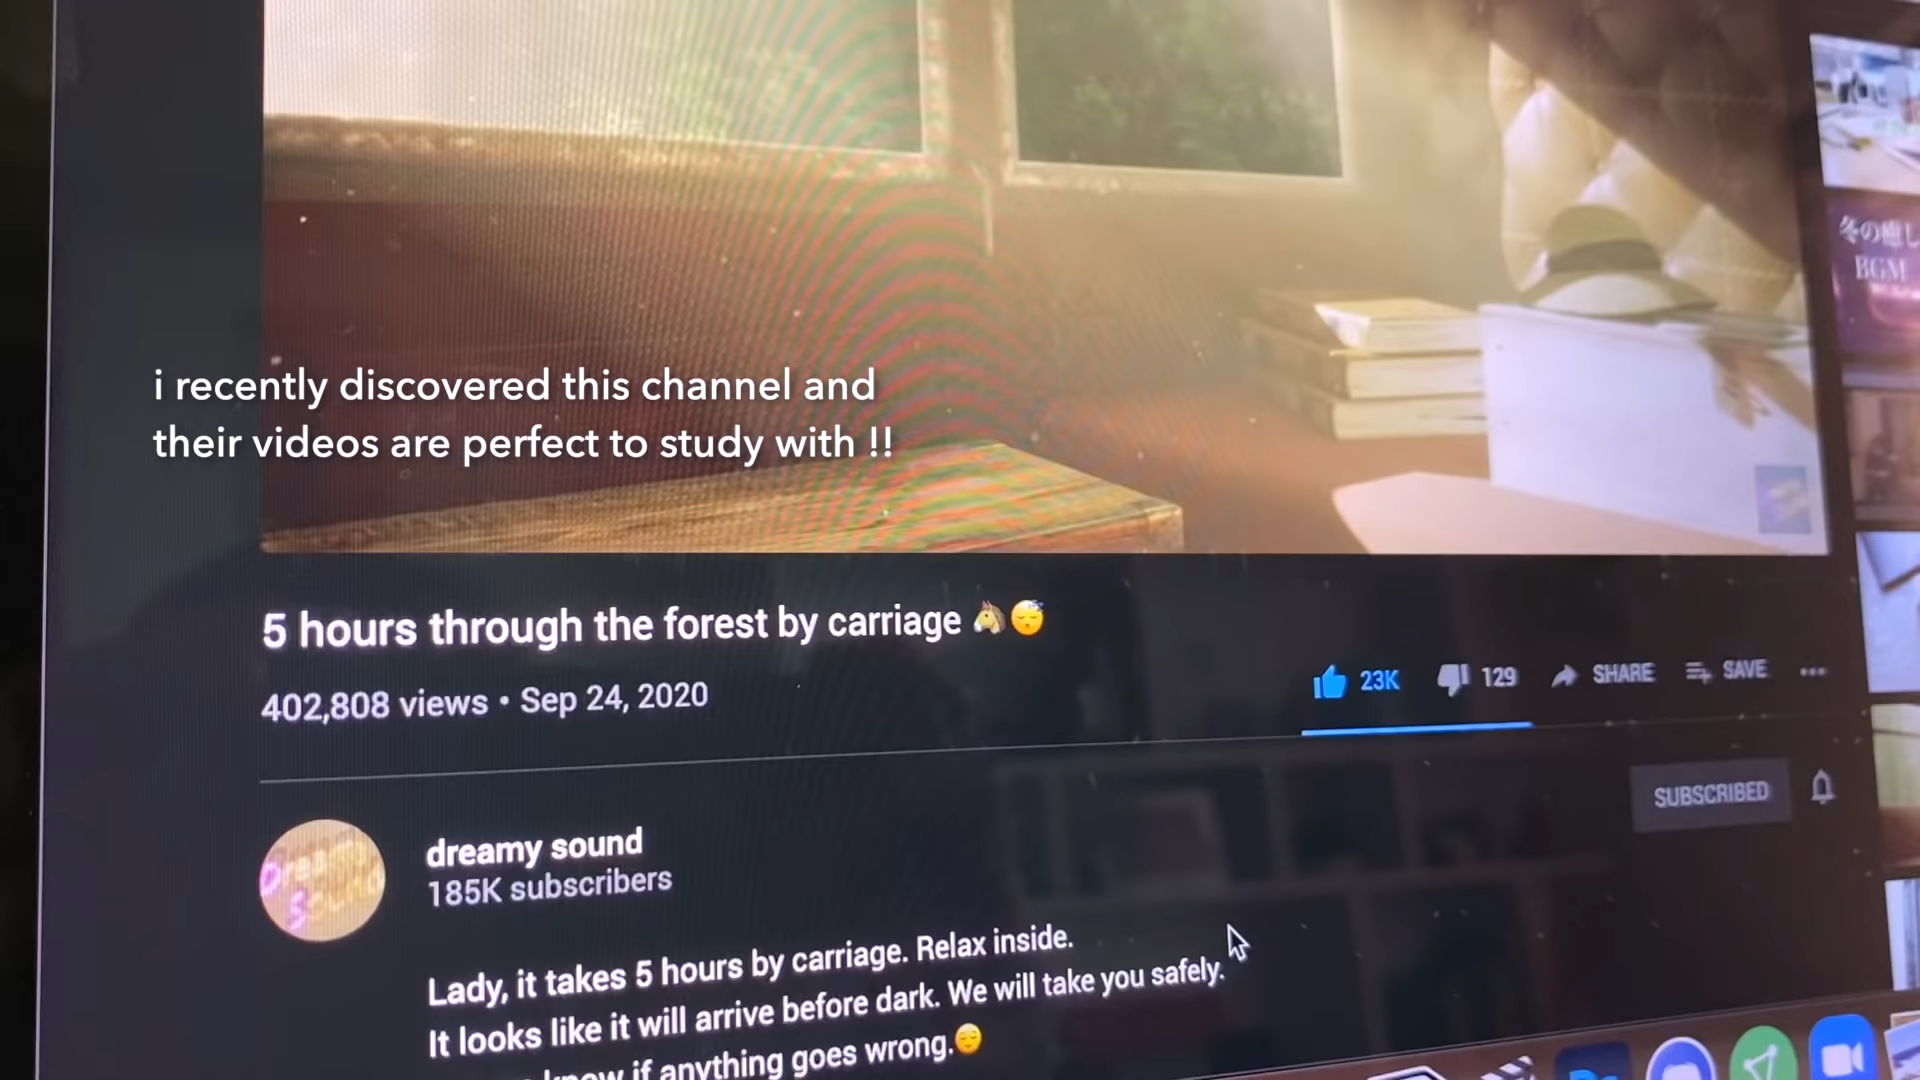 冬の癒し
BGM
i recently discovered this channel and
their videos are perfect to study with !!
5 hours through the forest by carriage 🐴😴
402,808 views • Sep 24, 2020
23K 129 SHARE SAVE ...
SUBSCRIBED
Dreamy
Sound
dreamy sound
185K subscribers
Lady, it takes 5 hours by carriage. Relax inside.
It looks like it will arrive before dark. We will take you safely.
know if anything goes wrong.😌